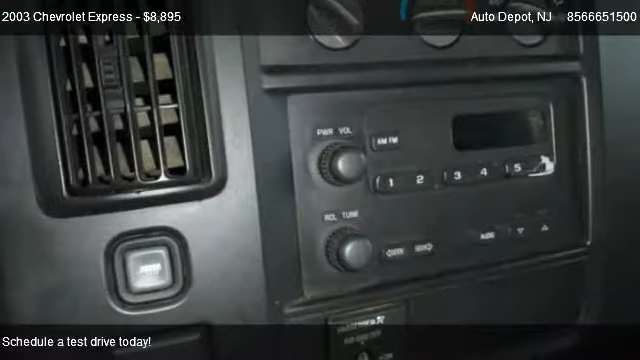 2003 Chevrolet Express - $8,895
Auto Depot, NJ 8566651500
PWR VOL
AM FM
1 2 3 4 5
RCL TUNE
AUDIO
Schedule a test drive today!